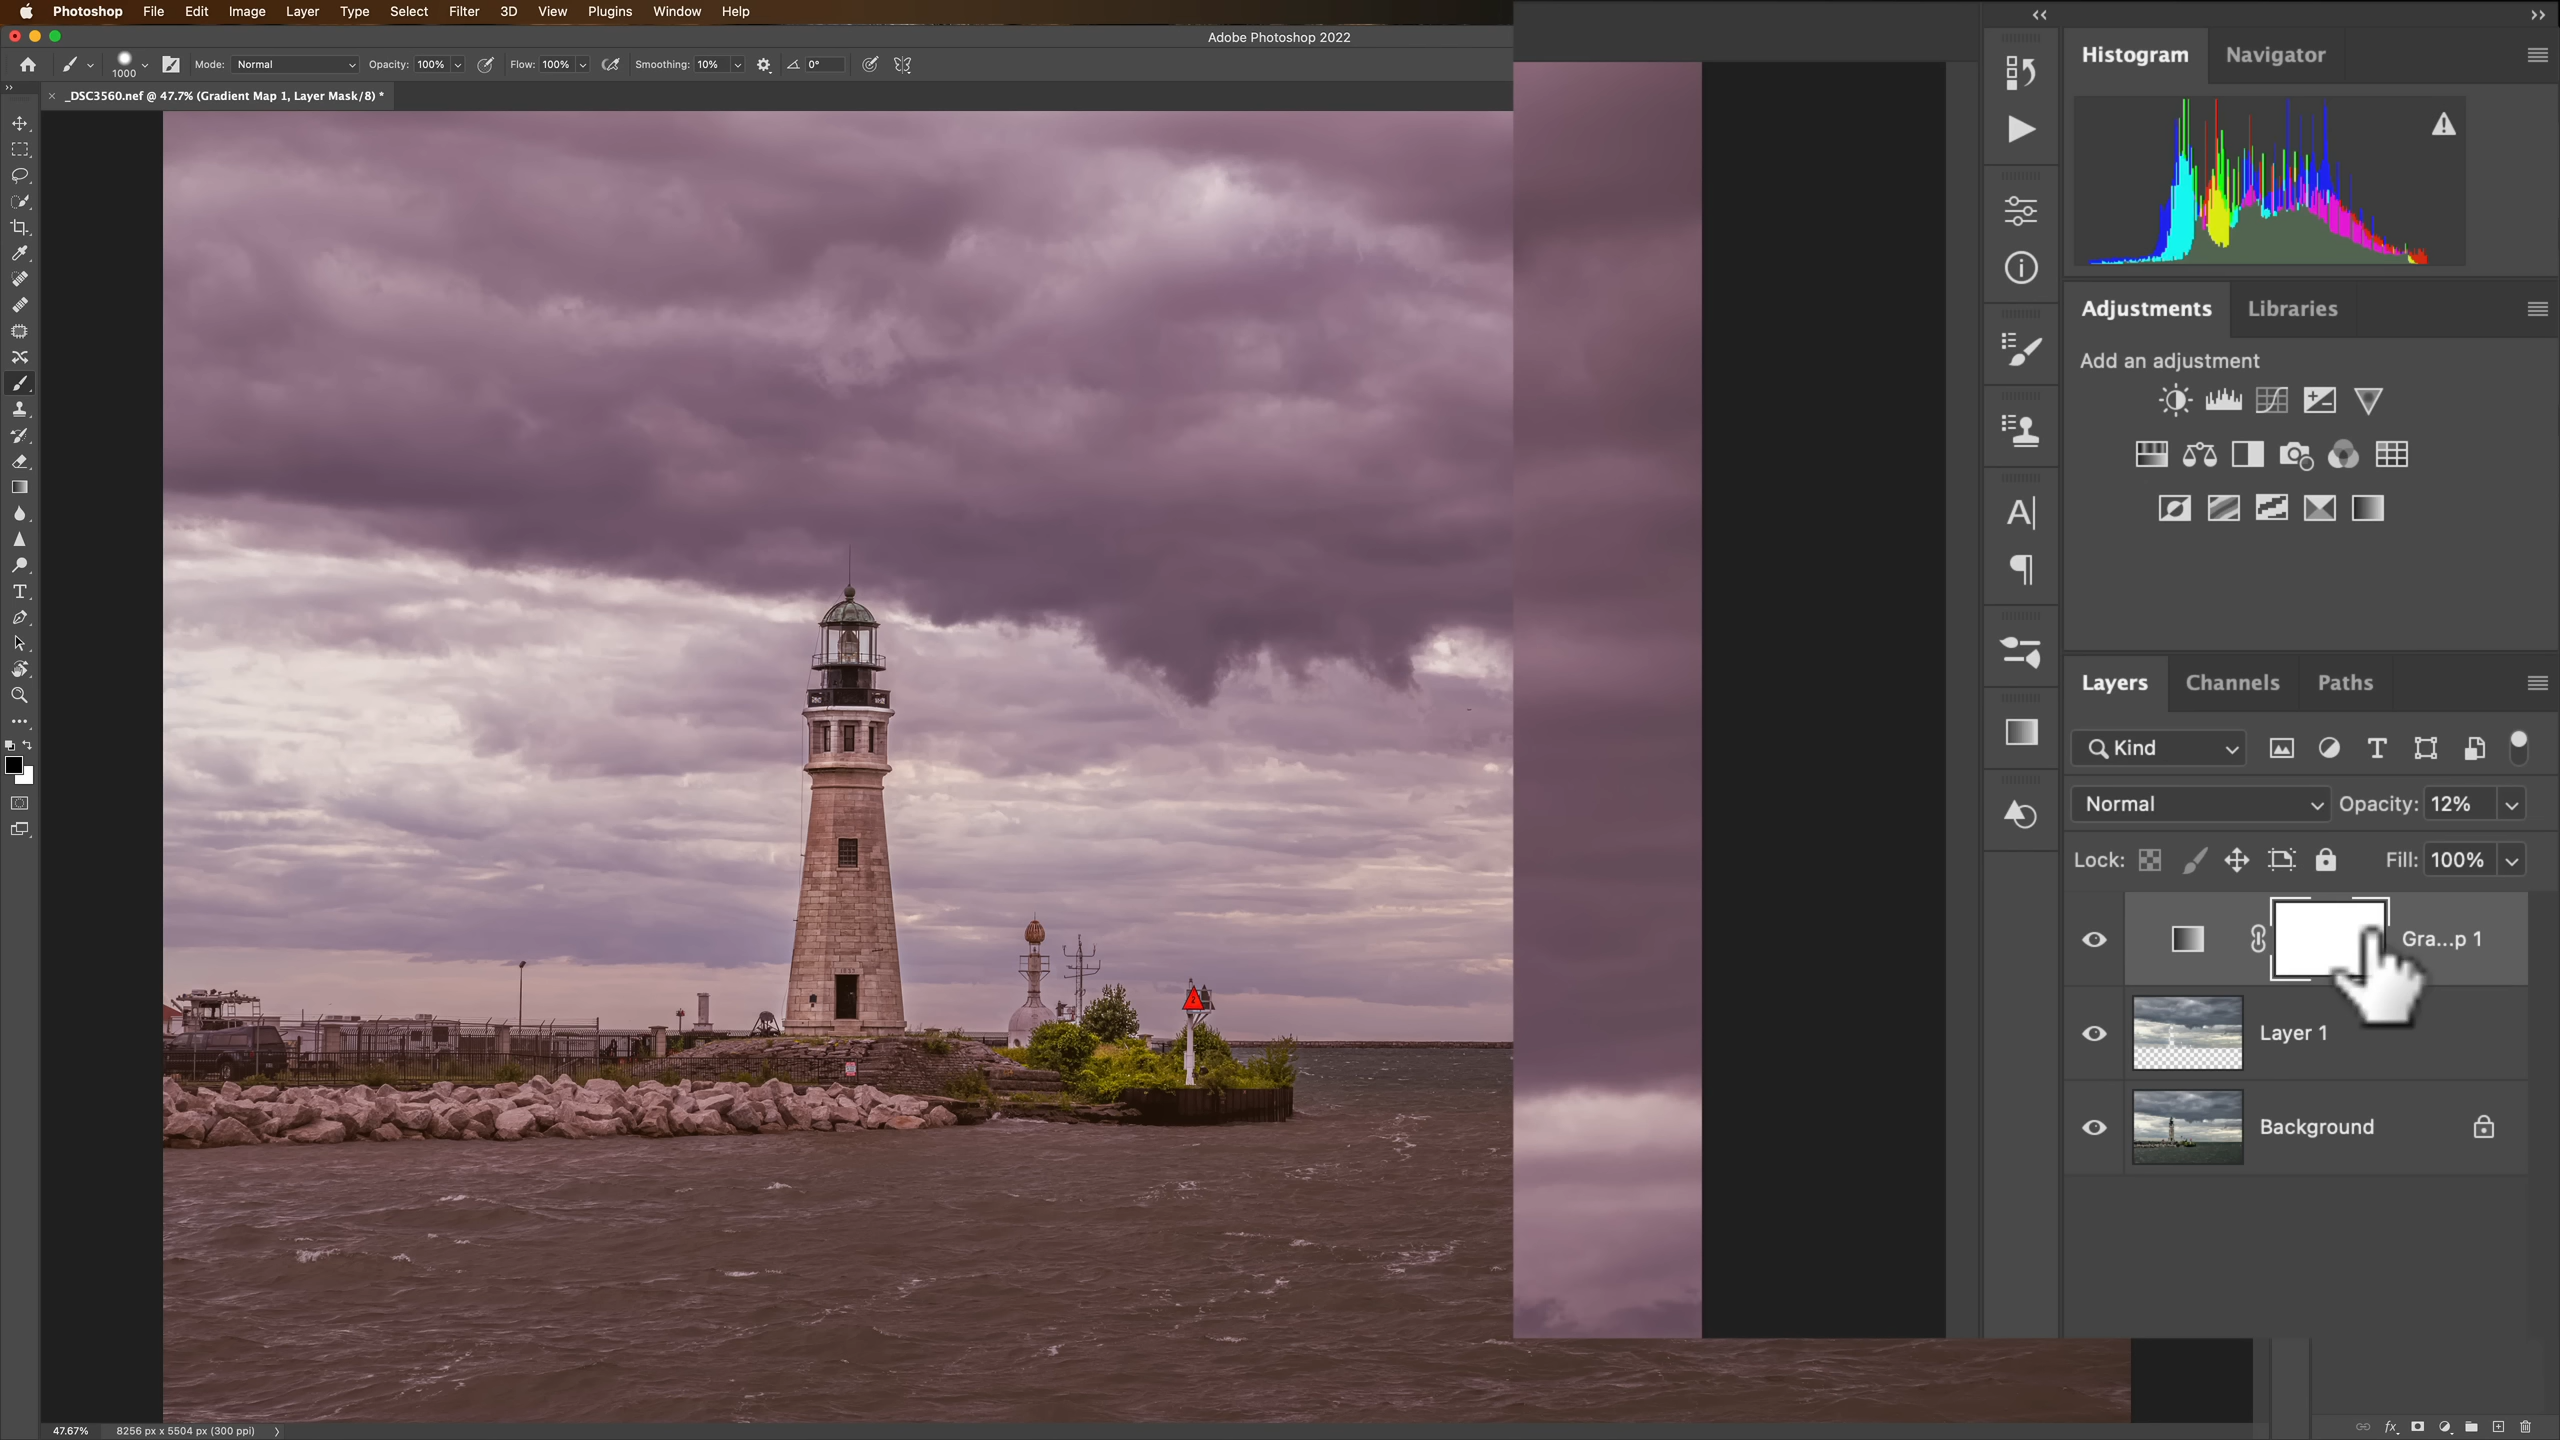 Photoshop File Edit Image Layer Type Select Filter 3D View Plugins Window Help
Adobe Photoshop 2022
1000 Mode: Normal Opacity: 100% Flow: 100% Smoothing: 10% 0°
_DSC3560.nef @ 47.7% (Gradient Map 1, Layer Mask/8) *
Histogram Navigator
Adjustments Libraries
Add an adjustment
Layers Channels Paths
Kind
Normal Opacity: 12%
Lock: Fill: 100%
Gra...p 1
Layer 1
Background
47.67% 8256 px x 5504 px (300 ppi)